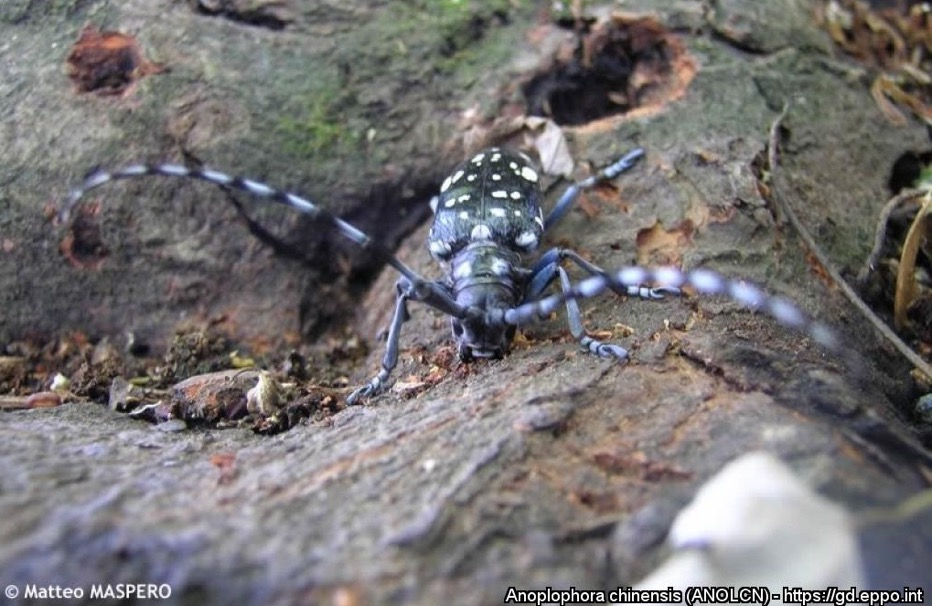 © Matteo MASPERO
Anoplophora chinensis (ANOLCN) - https://gd.eppo.int